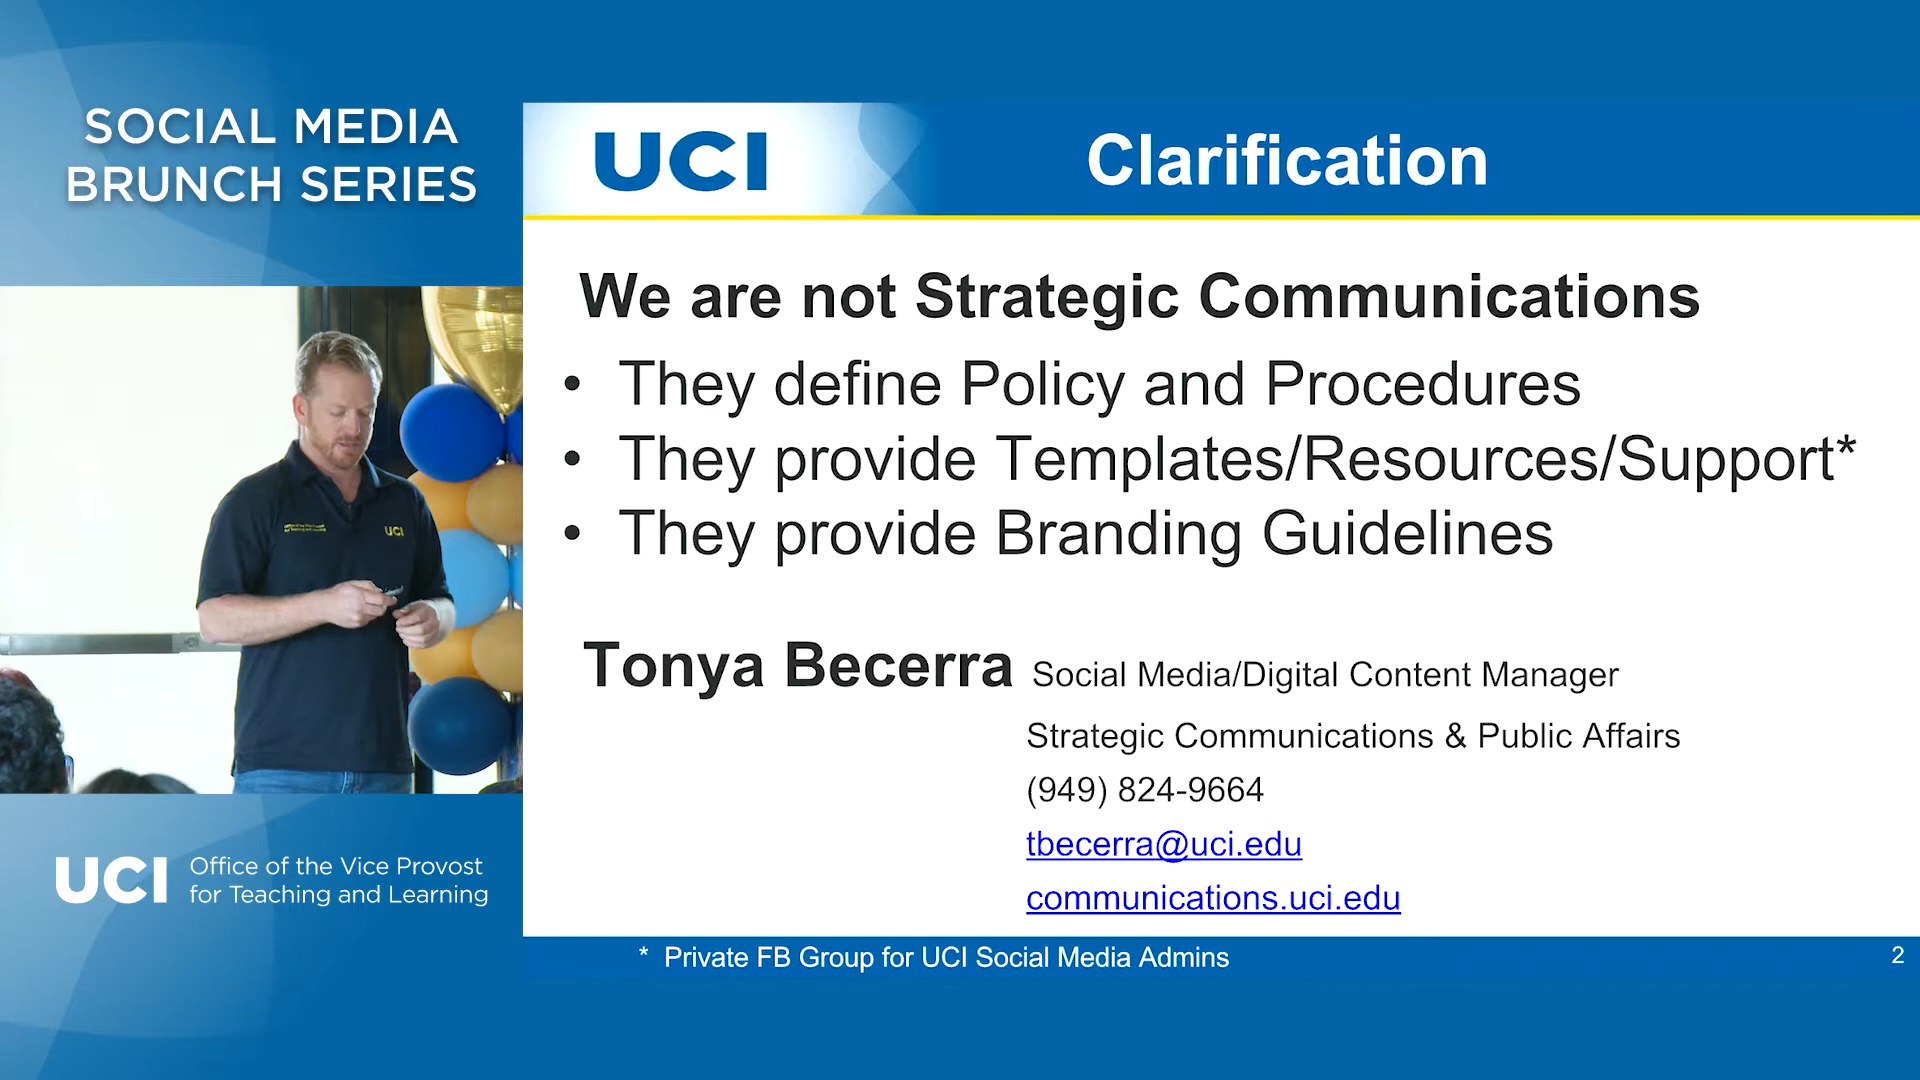 SOCIAL MEDIA
BRUNCH SERIES
UCI
Clarification
We are not Strategic Communications
• They define Policy and Procedures
• They provide Templates/Resources/Support*
• They provide Branding Guidelines
Tonya Becerra Social Media/Digital Content Manager
Strategic Communications & Public Affairs
(949) 824-9664
tbecerra@uci.edu
communications.uci.edu
* Private FB Group for UCI Social Media Admins
2
UCI
UCI Office of the Vice Provost
for Teaching and Learning